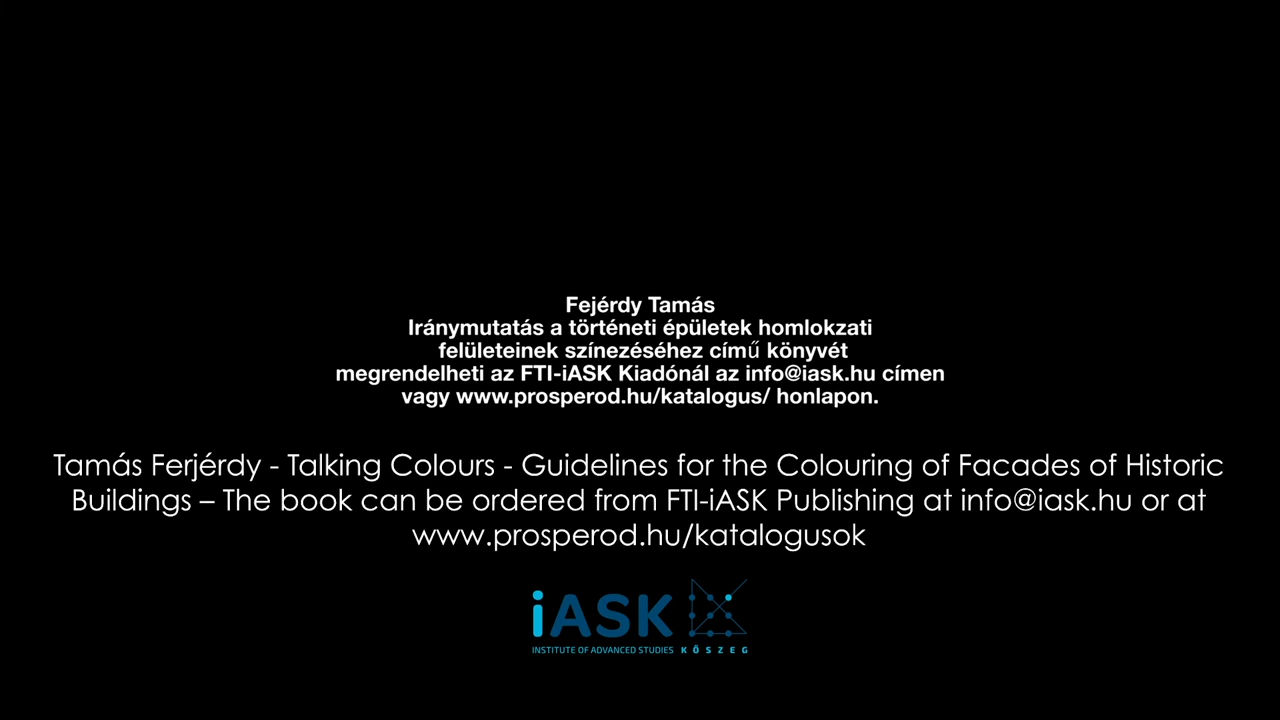 Fejérdy Tamás
Iránymutatás a történeti épületek homlokzati
felületeinek színezéséhez című könyvét
megrendelheti az FTI-iASK Kiadónál az info@iask.hu címen
vagy www.prosperod.hu/katalogus/ honlapon.
Tamás Ferjérdy - Talking Colours - Guidelines for the Colouring of Facades of Historic
Buildings – The book can be ordered from FTI-iASK Publishing at info@iask.hu or at
www.prosperod.hu/katalogusok
iASK
INSTITUTE OF ADVANCED STUDIES KŐSZEG